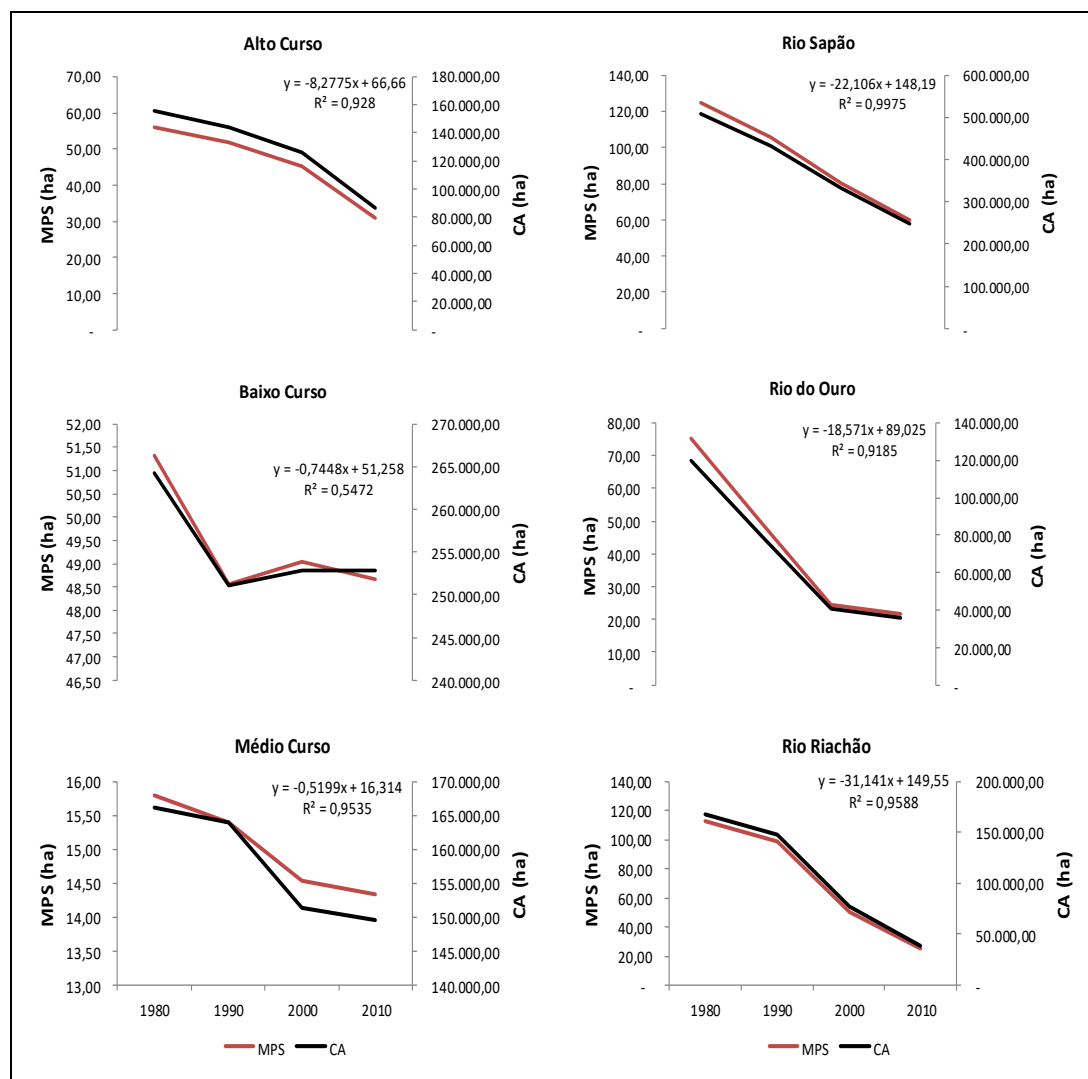 Alto Curso
y = -8,2775x + 66,66
R² = 0,928
MPS (ha)
70,00
60,00
50,00
40,00
30,00
20,00
10,00
-
CA (ha)
180.000,00
160.000,00
140.000,00
120.000,00
100.000,00
80.000,00
60.000,00
40.000,00
20.000,00
-
Rio Sapão
y = -22,106x + 148,19
R² = 0,9975
MPS (ha)
140,00
120,00
100,00
80,00
60,00
40,00
20,00
-
CA (ha)
600.000,00
500.000,00
400.000,00
300.000,00
200.000,00
100.000,00
-
Baixo Curso
y = -0,7448x + 51,258
R² = 0,5472
MPS (ha)
52,00
51,50
51,00
50,50
50,00
49,50
49,00
48,50
48,00
47,50
47,00
46,50
CA (ha)
270.000,00
265.000,00
260.000,00
255.000,00
250.000,00
245.000,00
240.000,00
Rio do Ouro
y = -18,571x + 89,025
R² = 0,9185
MPS (ha)
80,00
70,00
60,00
50,00
40,00
30,00
20,00
10,00
-
CA (ha)
140.000,00
120.000,00
100.000,00
80.000,00
60.000,00
40.000,00
20.000,00
-
Médio Curso
y = -0,5199x + 16,314
R² = 0,9535
MPS (ha)
16,00
15,50
15,00
14,50
14,00
13,50
13,00
CA (ha)
170.000,00
165.000,00
160.000,00
155.000,00
150.000,00
145.000,00
140.000,00
1980 1990 2000 2010
MPS CA
Rio Riachão
y = -31,141x + 149,55
R² = 0,9588
MPS (ha)
140,00
120,00
100,00
80,00
60,00
40,00
20,00
-
CA (ha)
200.000,00
150.000,00
100.000,00
50.000,00
-
1980 1990 2000 2010
MPS CA